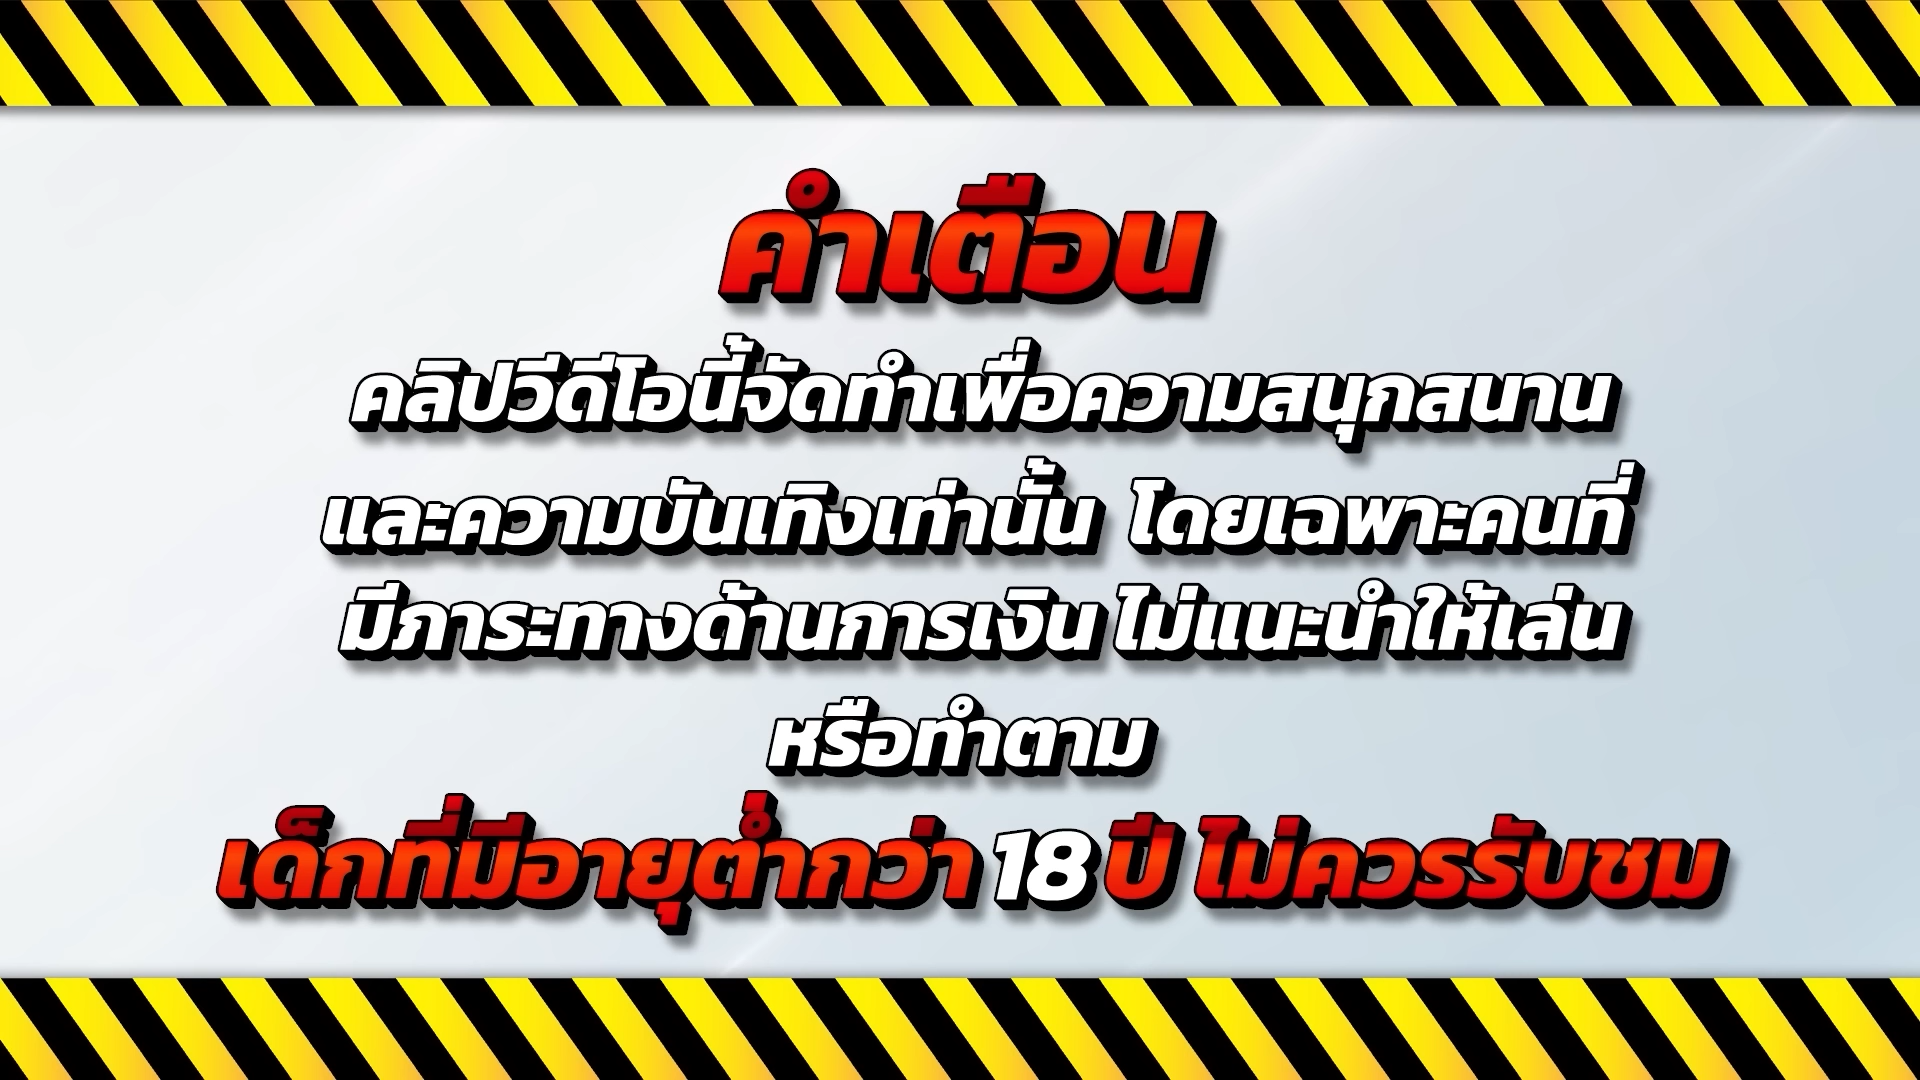 คำเตือน
คลิปวีดีโอนี้จัดทำเพื่อความสนุกสนาน
และความบันเทิงเท่านั้น โดยเฉพาะคนที่
มีภาระทางด้านการเงิน ไม่แนะนำให้เล่น
หรือทำตาม
เด็กที่มีอายุต่ำกว่า 18 ปี ไม่ควรรับชม